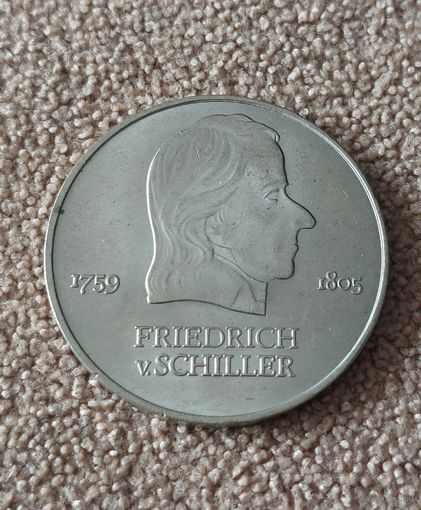 1759 1805
FRIEDRICH
v. SCHILLER